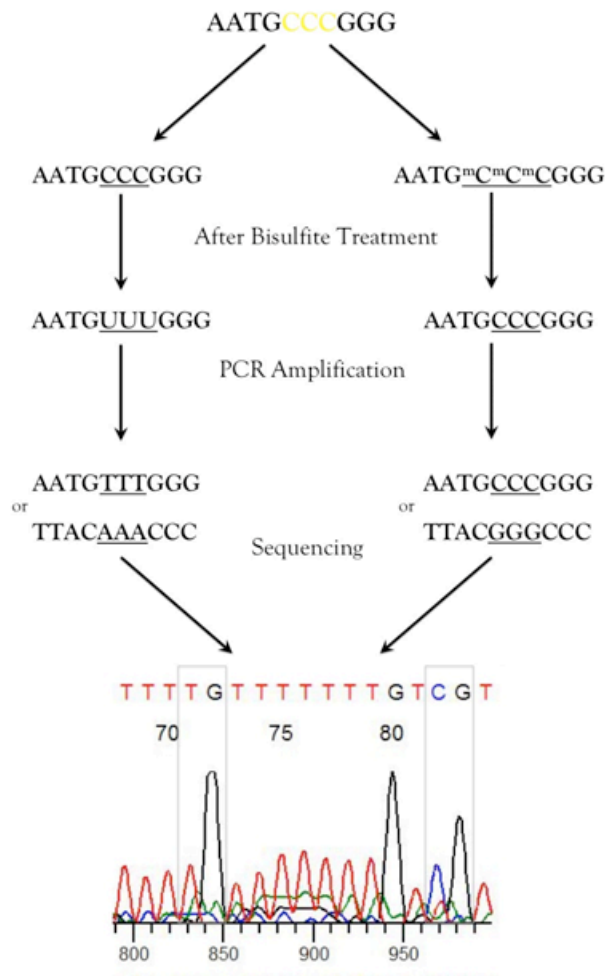 AATGCCCGGG
AATGCCCGGG AATGᵐCᵐCᵐCGGG
After Bisulfite Treatment
AATGUUUGGG AATGCCCGGG
PCR Amplification
AATGTTTGGG AATGCCCGGG
or or
TTACAAACCC TTACGGGCCC
Sequencing
T T T T G T T T T T T T G T C G T
70 75 80
800 850 900 950